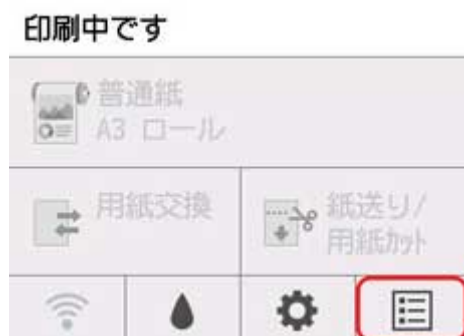 印刷中です
普通紙
A3 ロール
用紙交換
紙送り/
用紙カット